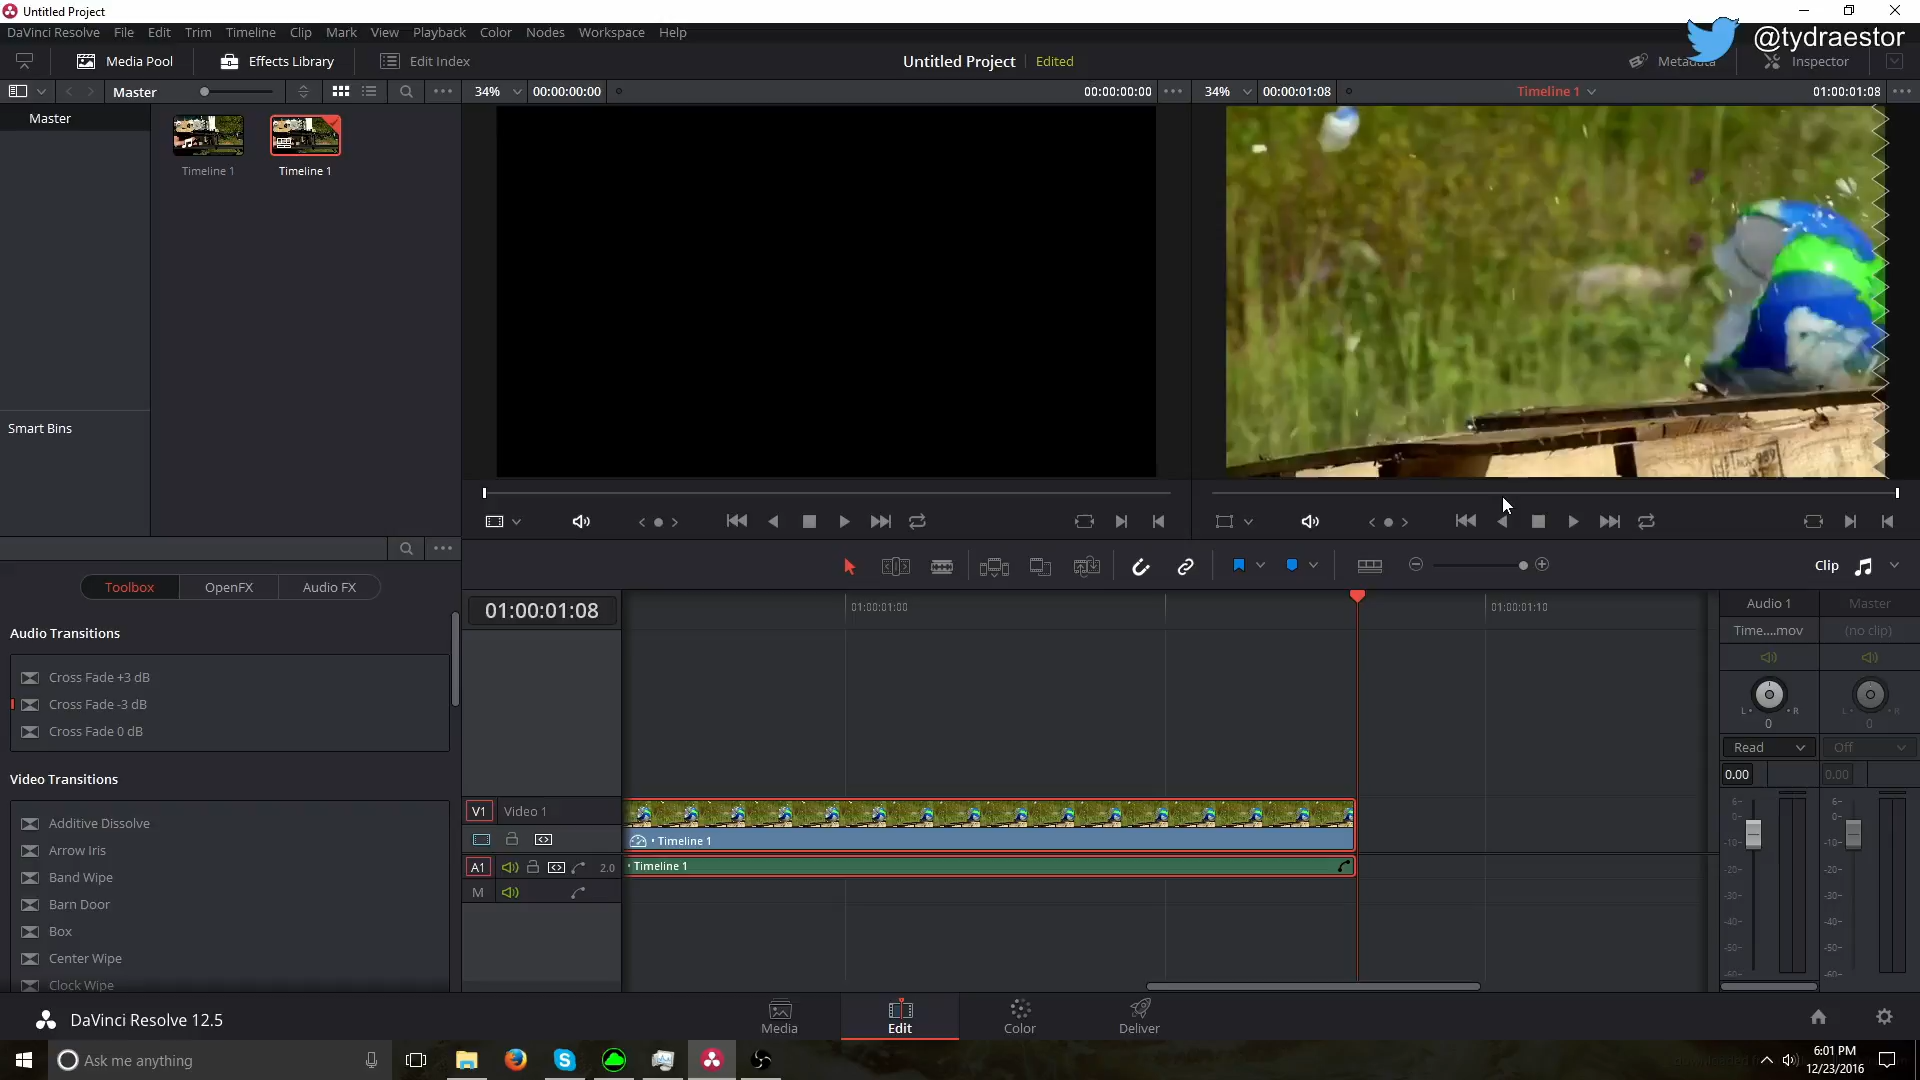 Untitled Project
DaVinci Resolve File Edit Trim Timeline Clip Mark View Playback Color Nodes Workspace Help
@tydraestor
Media Pool Effects Library Edit Index Untitled Project Edited Inspector
Master 34% 00:00:00:00 00:00:00:00 34% 00:00:01:08 Timeline 1 01:00:01:08
Master
Timeline 1 Timeline 1
Smart Bins
Toolbox OpenFX Audio FX
Clip
01:00:01:08 01:00:01:00 01:00:01:10
Audio 1 Master
Time....mov (no clip)
Audio Transitions
Cross Fade +3 dB
Cross Fade -3 dB
Cross Fade 0 dB
L R L R
0 0
Read Off
0.00 0.00
Video Transitions
Additive Dissolve
Arrow Iris
Band Wipe
Barn Door
Box
Center Wipe
Clock Wipe
V1 Video 1
Timeline 1
A1 2.0 Timeline 1
M
DaVinci Resolve 12.5 Media Edit Color Deliver
Ask me anything
6:01 PM
12/23/2016